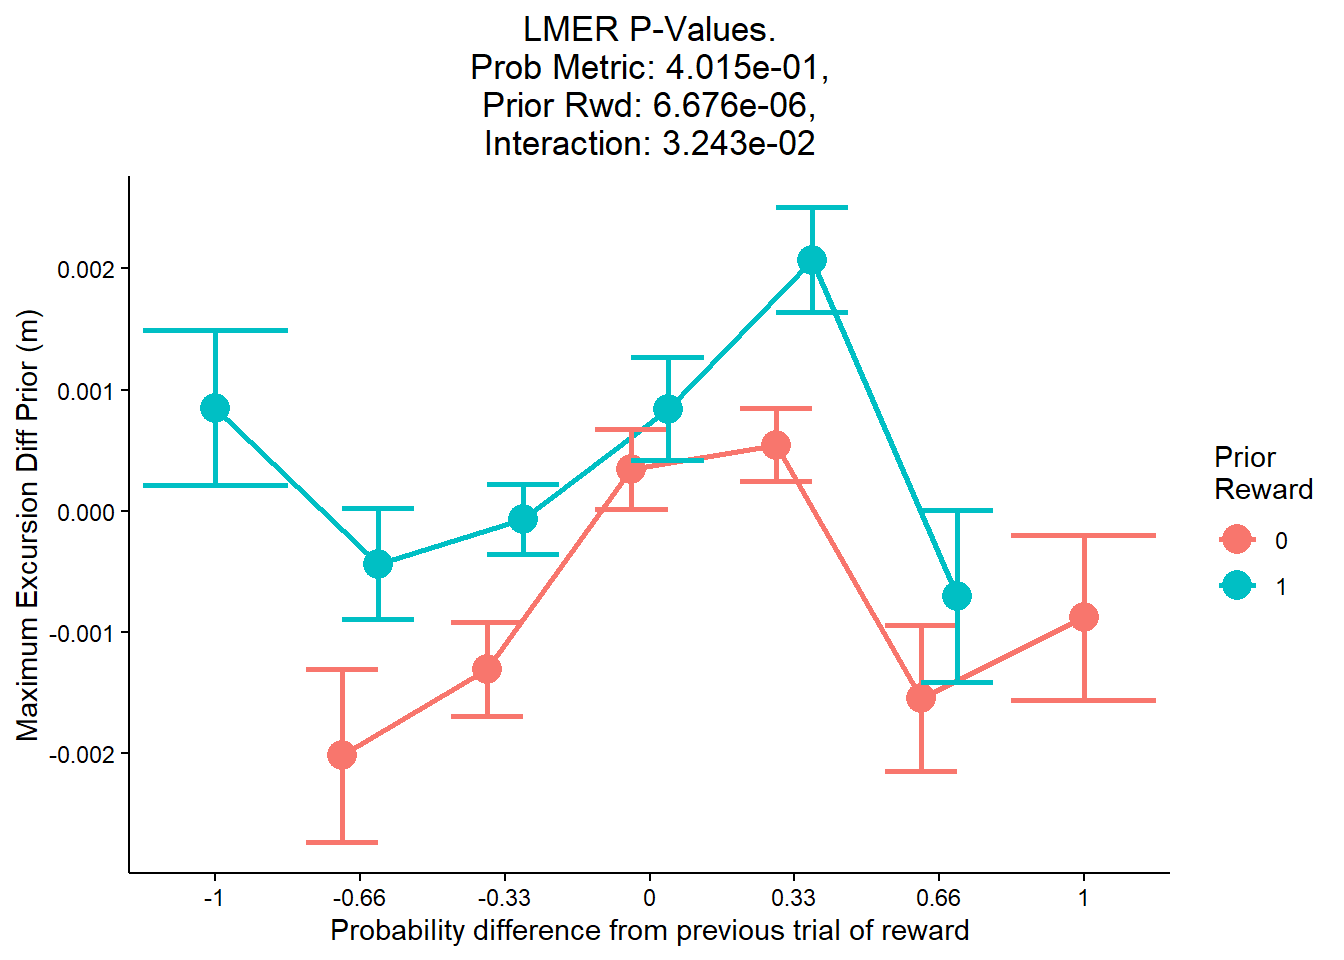 LMER P-Values.
Prob Metric: 4.015e-01,
Prior Rwd: 6.676e-06,
Interaction: 3.243e-02
Maximum Excursion Diff Prior (m)
0.002
0.001
0.000
-0.001
-0.002
-1
-0.66
-0.33
0
0.33
0.66
1
Probability difference from previous trial of reward
Prior
Reward
0
1